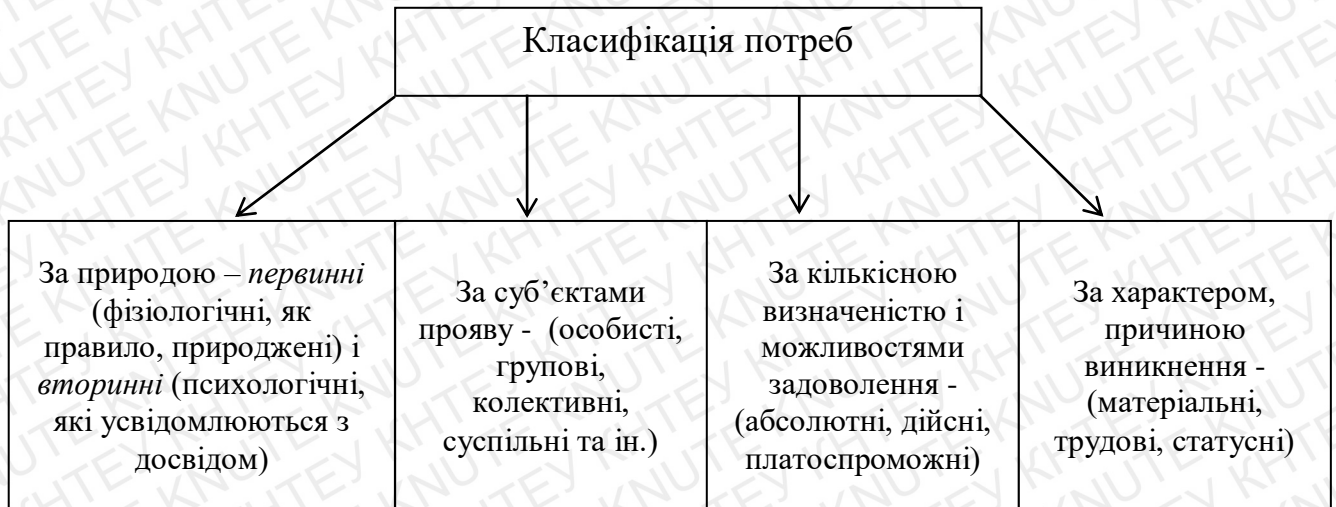 Класифікація потреб
За природою – первинні
(фізіологічні, як
правило, природжені) і
вторинні (психологічні,
які усвідомлюються з
досвідом)
За суб’єктами
прояву - (особисті,
групові,
колективні,
суспільні та ін.)
За кількісною
визначеністю і
можливостями
задоволення -
(абсолютні, дійсні,
платоспроможні)
За характером,
причиною
виникнення -
(матеріальні,
трудові, статусні)